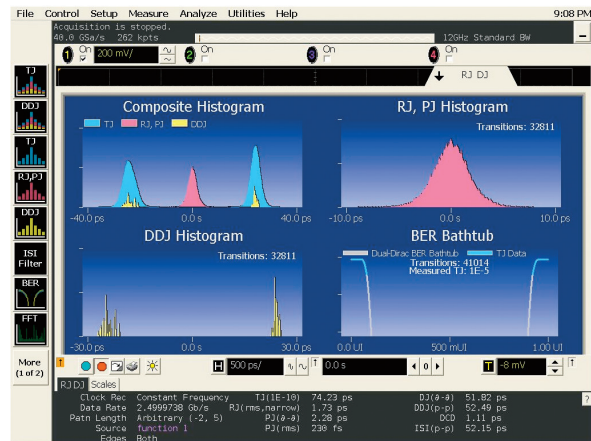 File Control Setup Measure Analyze Utilities Help 9:08 PM
Acquisition is stopped.
40.0 GSa/s 262 kpts 12GHz Standard BW
1 On 200 mV/ 2 On 3 On 4 On
RJ DJ
TJ
DDJ
TJ
RJ,PJ
DDJ
ISI Filter
BER
FFT
More (1 of 2)
Composite Histogram
TJ RJ, PJ DDJ
-40.0 ps 0.0 s 40.0 ps
RJ, PJ Histogram
Transitions: 32811
-10.0 ps 0.0 s 10.0 ps
DDJ Histogram
Transitions: 32811
-30.0 ps 0.0 s 30.0 ps
BER Bathtub
Dual-Dirac BER Bathtub TJ Data
Transitions: 41014
Measured TJ: 1E-5
0.0 UI 500 mUI 1.00 UI
H 500 ps/ 0.0 s 0 T -8 mV
RJDJ Scales
Clock Rec Constant Frequency TJ(1E-10) 74.23 ps DJ(∂-∂) 51.82 ps
Data Rate 2.4999738 Gb/s RJ(rms,narrow) 1.73 ps DDJ(p-p) 52.49 ps
Path Length Arbitrary (-2, 5) PJ(∂-∂) 2.28 ps DCD 1.11 ps
Source function 1 PJ(rms) 230 fs ISI(p-p) 52.15 ps
Edges Both
?